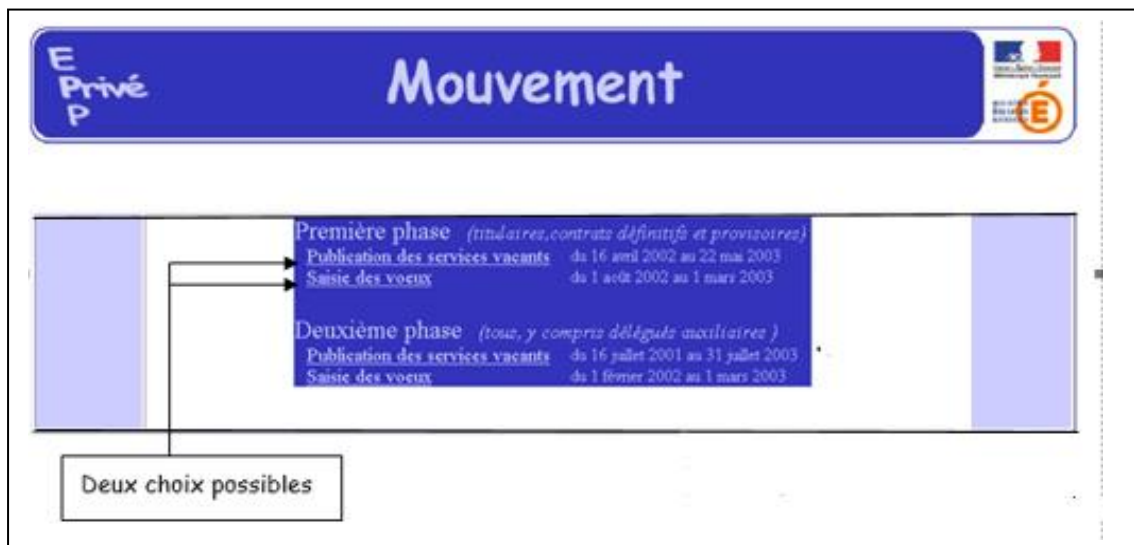 E
Privé
P
Mouvement
Première phase (titulaires,contrats définitifs et provisoires)
Publication des services vacants du 16 avril 2002 au 22 mai 2003
Saisie des voeux du 1 août 2002 au 1 mars 2003
Deuxième phase (tous, y compris délégués auxiliaires )
Publication des services vacants du 16 juillet 2001 au 31 juillet 2003
Saisie des voeux du 1 février 2002 au 1 mars 2003
Deux choix possibles